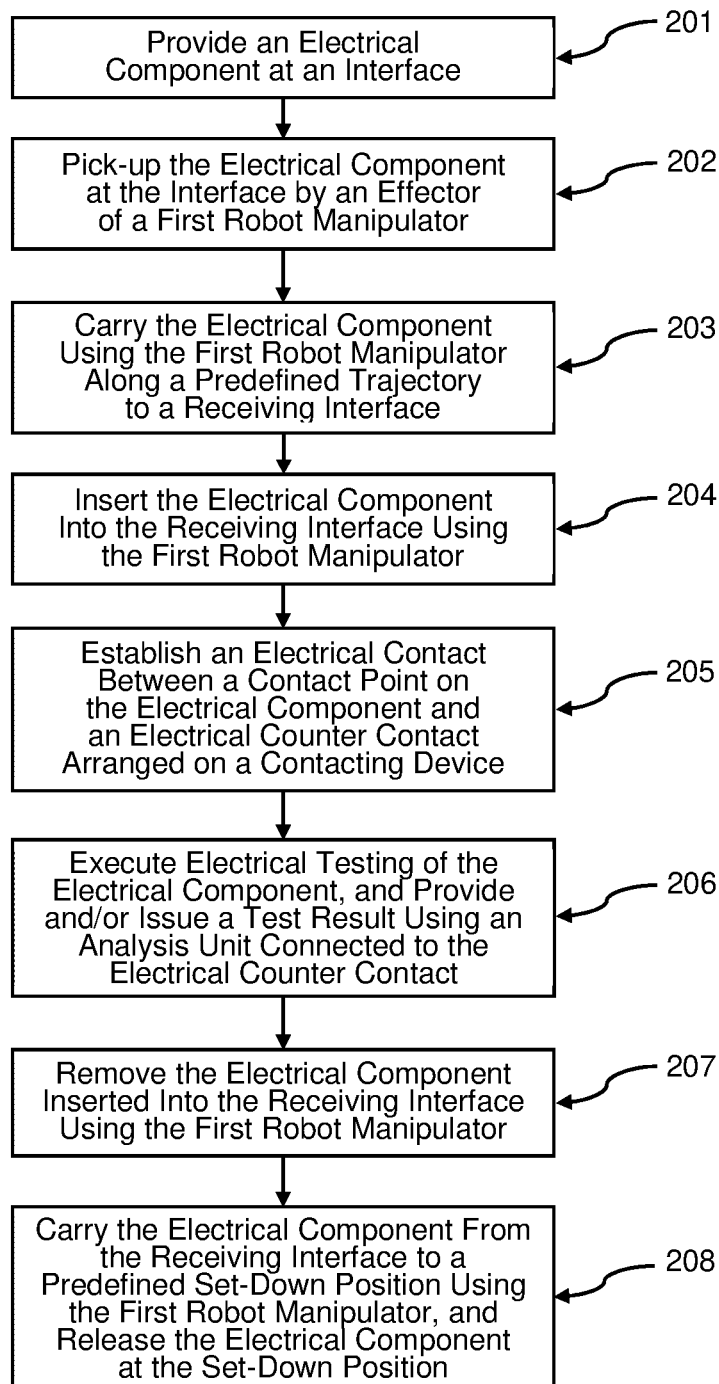 Provide an Electrical
Component at an Interface
201
Pick-up the Electrical Component
at the Interface by an Effector
of a First Robot Manipulator
202
Carry the Electrical Component
Using the First Robot Manipulator
Along a Predefined Trajectory
to a Receiving Interface
203
Insert the Electrical Component
Into the Receiving Interface Using
the First Robot Manipulator
204
Establish an Electrical Contact
Between a Contact Point on
the Electrical Component and
an Electrical Counter Contact
Arranged on a Contacting Device
205
Execute Electrical Testing of the
Electrical Component, and Provide
and/or Issue a Test Result Using an
Analysis Unit Connected to the
Electrical Counter Contact
206
Remove the Electrical Component
Inserted Into the Receiving Interface
Using the First Robot Manipulator
207
Carry the Electrical Component From
the Receiving Interface to a
Predefined Set-Down Position Using
the First Robot Manipulator, and
Release the Electrical Component
at the Set-Down Position
208